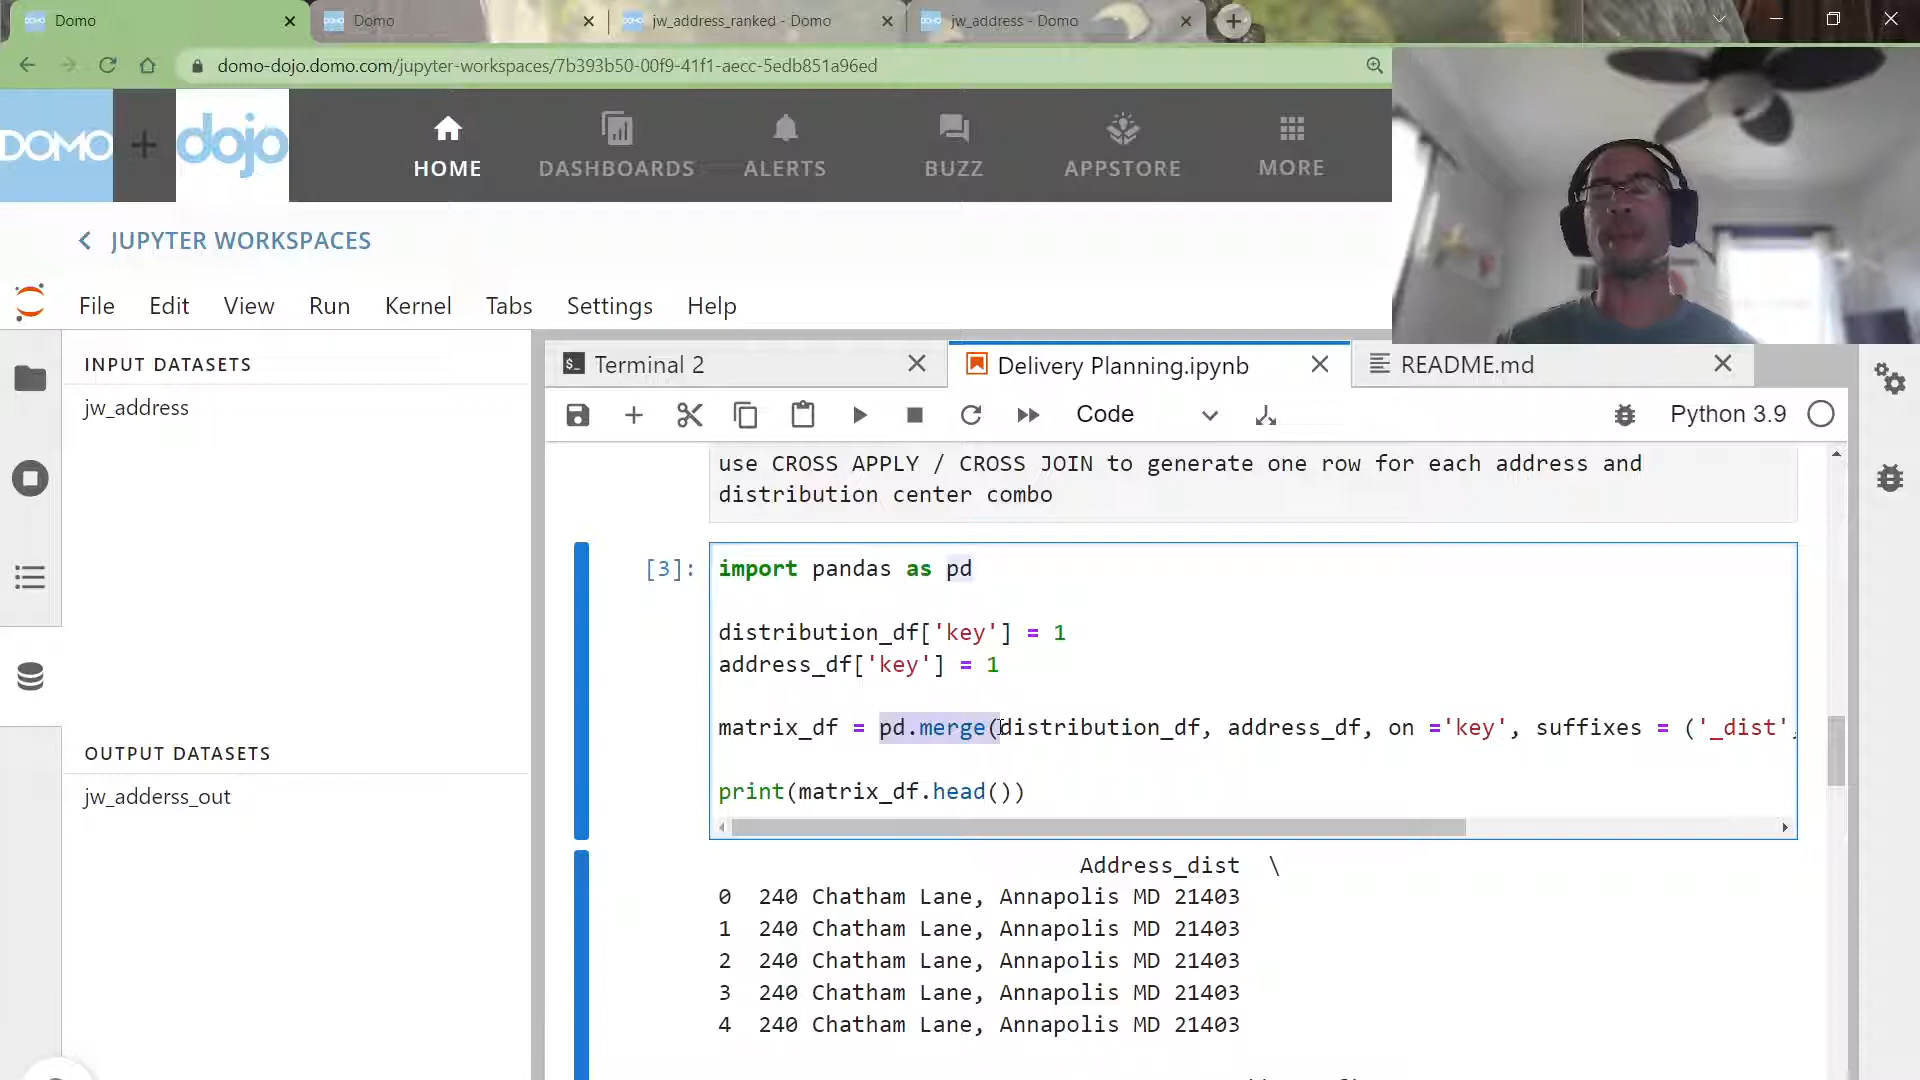 Domo
Domo
jw_address_ranked - Domo
jw_address - Domo
domo-dojo.domo.com/jupyter-workspaces/7b393b50-00f9-41f1-aecc-5edb851a96ed
DOMO
dojo
HOME
DASHBOARDS
ALERTS
BUZZ
APPSTORE
MORE
JUPYTER WORKSPACES
File Edit View Run Kernel Tabs Settings Help
INPUT DATASETS
jw_address
OUTPUT DATASETS
jw_adderss_out
Terminal 2
Delivery Planning.ipynb
README.md
Code
Python 3.9
use CROSS APPLY / CROSS JOIN to generate one row for each address and
distribution center combo
[3]:
import pandas as pd
distribution_df['key'] = 1
address_df['key'] = 1
matrix_df = pd.merge(distribution_df, address_df, on ='key', suffixes = ('_dist',
print(matrix_df.head())
Address_dist \
0 240 Chatham Lane, Annapolis MD 21403
1 240 Chatham Lane, Annapolis MD 21403
2 240 Chatham Lane, Annapolis MD 21403
3 240 Chatham Lane, Annapolis MD 21403
4 240 Chatham Lane, Annapolis MD 21403